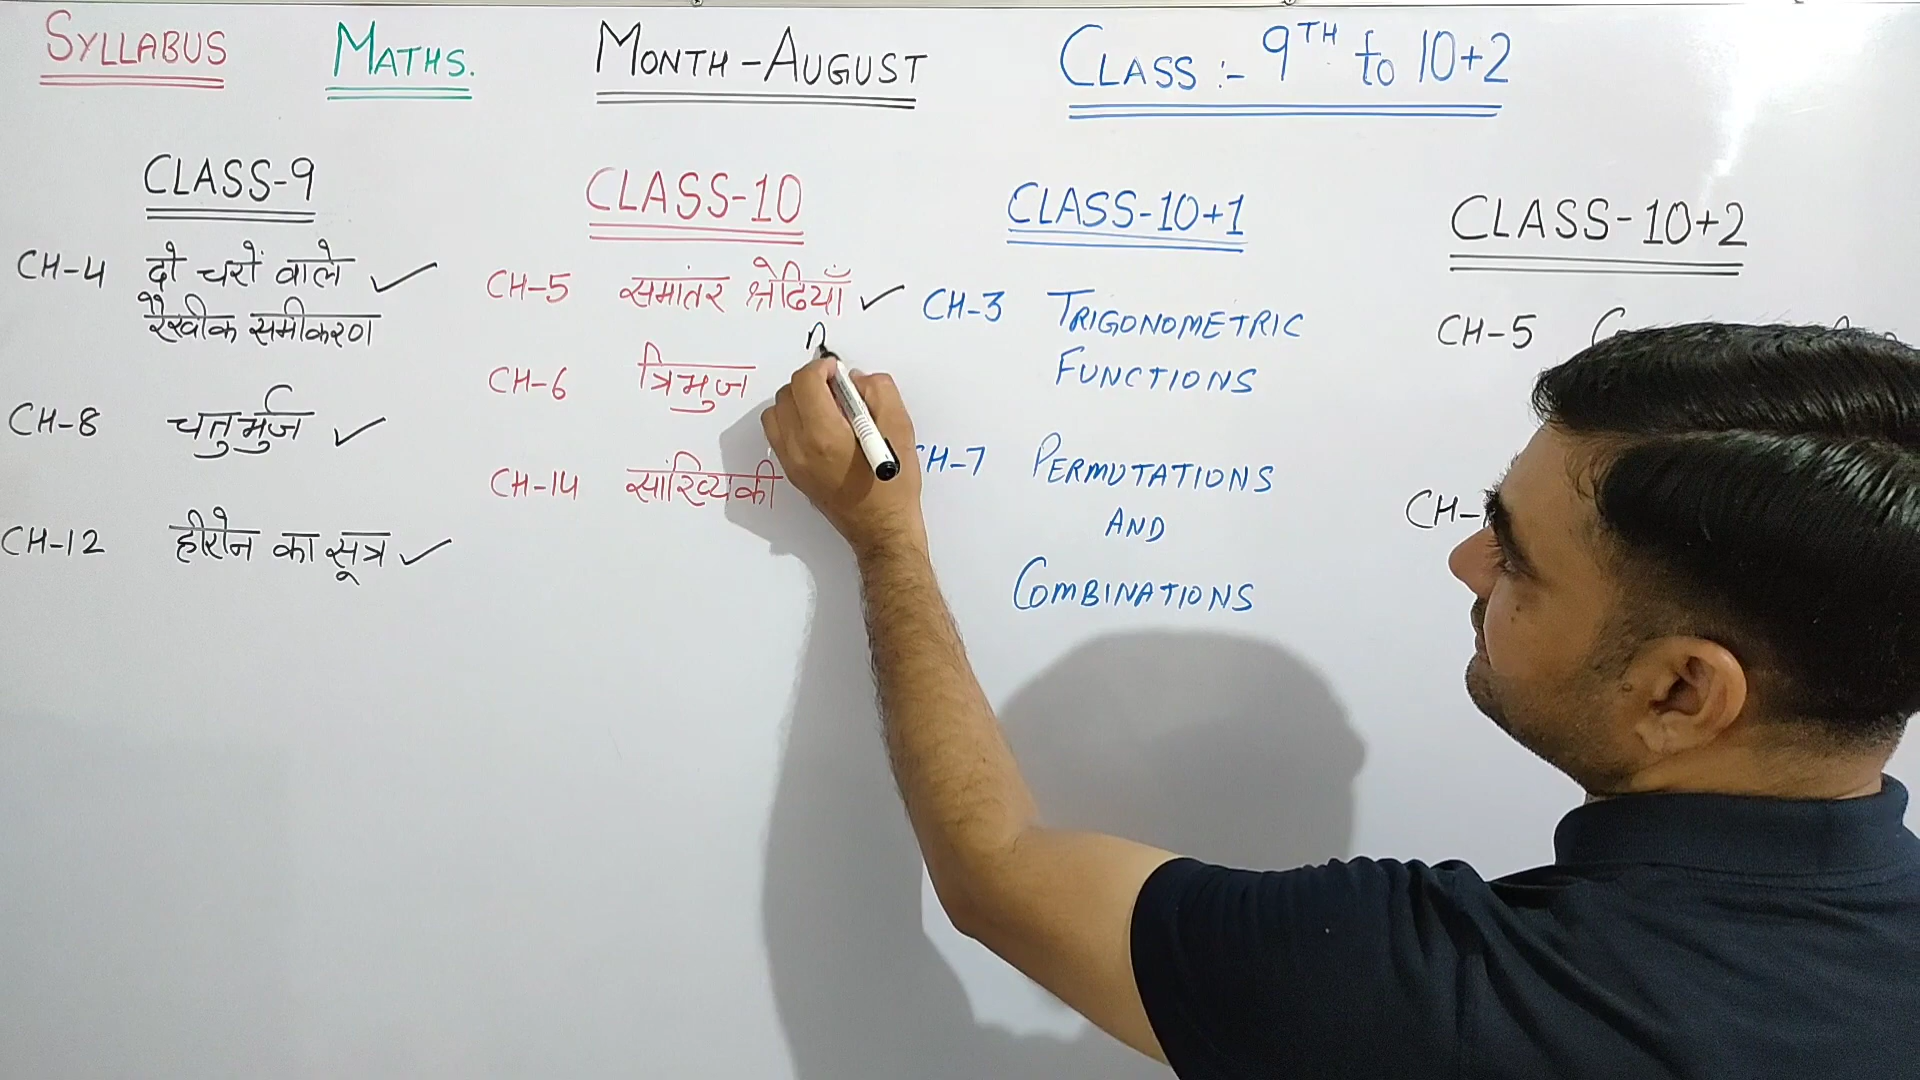 SYLLABUS MATHS. MONTH-AUGUST CLASS :- 9TH to 10+2
CLASS-9
CH-4 दो चरों वाले ✓
रैखीक समीकरण
CH-8 चतुर्भुज ✓
CH-12 हीरोन का सूत्र ✓
CLASS-10
CH-5 समांतर श्रेढियाँ ✓
CH-6 त्रिभुज
CH-14 सांख्यिकी
CLASS-10+1
CH-3 TRIGONOMETRIC
FUNCTIONS
CH-7 PERMUTATIONS
AND
COMBINATIONS
CLASS-10+2
CH-5
CH-